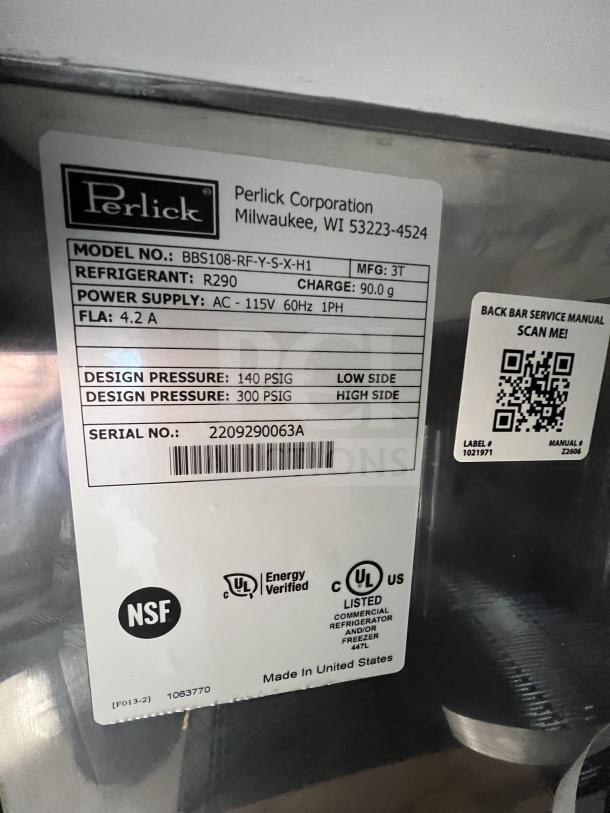 Perlick®
Perlick Corporation
Milwaukee, WI 53223-4524
MODEL NO.: BBS108-RF-Y-S-X-H1 MFG: 3T
REFRIGERANT: R290 CHARGE: 90.0 g
POWER SUPPLY: AC - 115V 60Hz 1PH
FLA: 4.2 A
DESIGN PRESSURE: 140 PSIG LOW SIDE
DESIGN PRESSURE: 300 PSIG HIGH SIDE
SERIAL NO.: 2209290063A
NSF
C UL Energy
Verified
C UL US
LISTED
COMMERCIAL
REFRIGERATOR
AND/OR
FREEZER
447L
Made In United States
[F013-2] 1063770
BACK BAR SERVICE MANUAL
SCAN ME!
LABEL # MANUAL #
1021971 Z2606
PCI
AUCTIONS